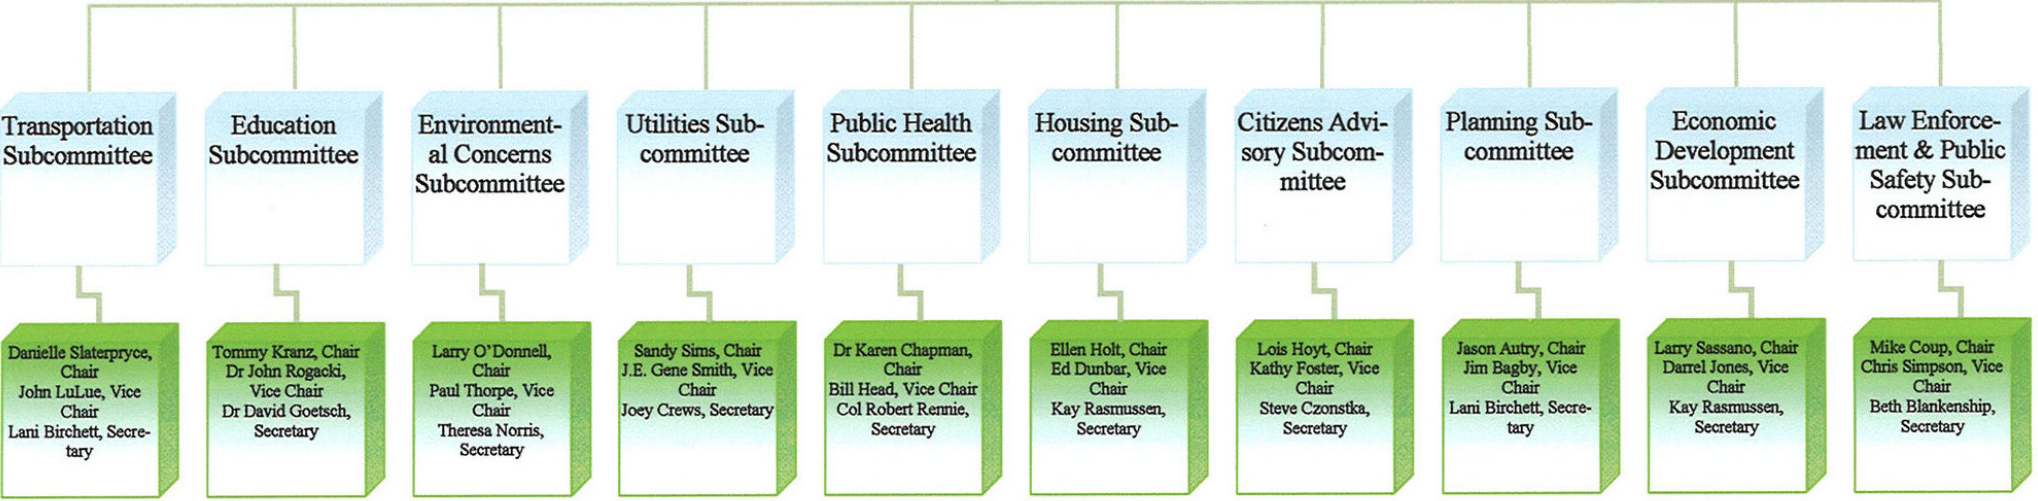 Transportation
Subcommittee
Education
Subcommittee
Environment-
al Concerns
Subcommittee
Utilities Sub-
committee
Public Health
Subcommittee
Housing Sub-
committee
Citizens Advi-
sory Subcom-
mittee
Planning Sub-
committee
Economic
Development
Subcommittee
Law Enforce-
ment & Public
Safety Sub-
committee
Danielle Slaterpryce,
Chair
John LuLue, Vice
Chair
Lani Birchett, Secre-
tary
Tommy Kranz, Chair
Dr John Rogacki,
Vice Chair
Dr David Goetsch,
Secretary
Larry O'Donnell,
Chair
Paul Thorpe, Vice
Chair
Theresa Norris,
Secretary
Sandy Sims, Chair
J.E. Gene Smith, Vice
Chair
Joey Crews, Secretary
Dr Karen Chapman,
Chair
Bill Head, Vice Chair
Col Robert Rennie,
Secretary
Ellen Holt, Chair
Ed Dunbar, Vice
Chair
Kay Rasmussen,
Secretary
Lois Hoyt, Chair
Kathy Foster, Vice
Chair
Steve Czonstka,
Secretary
Jason Autry, Chair
Jim Bagby, Vice
Chair
Lani Birchett, Secre-
tary
Larry Sassano, Chair
Darrel Jones, Vice
Chair
Kay Rasmussen,
Secretary
Mike Coup, Chair
Chris Simpson, Vice
Chair
Beth Blankenship,
Secretary